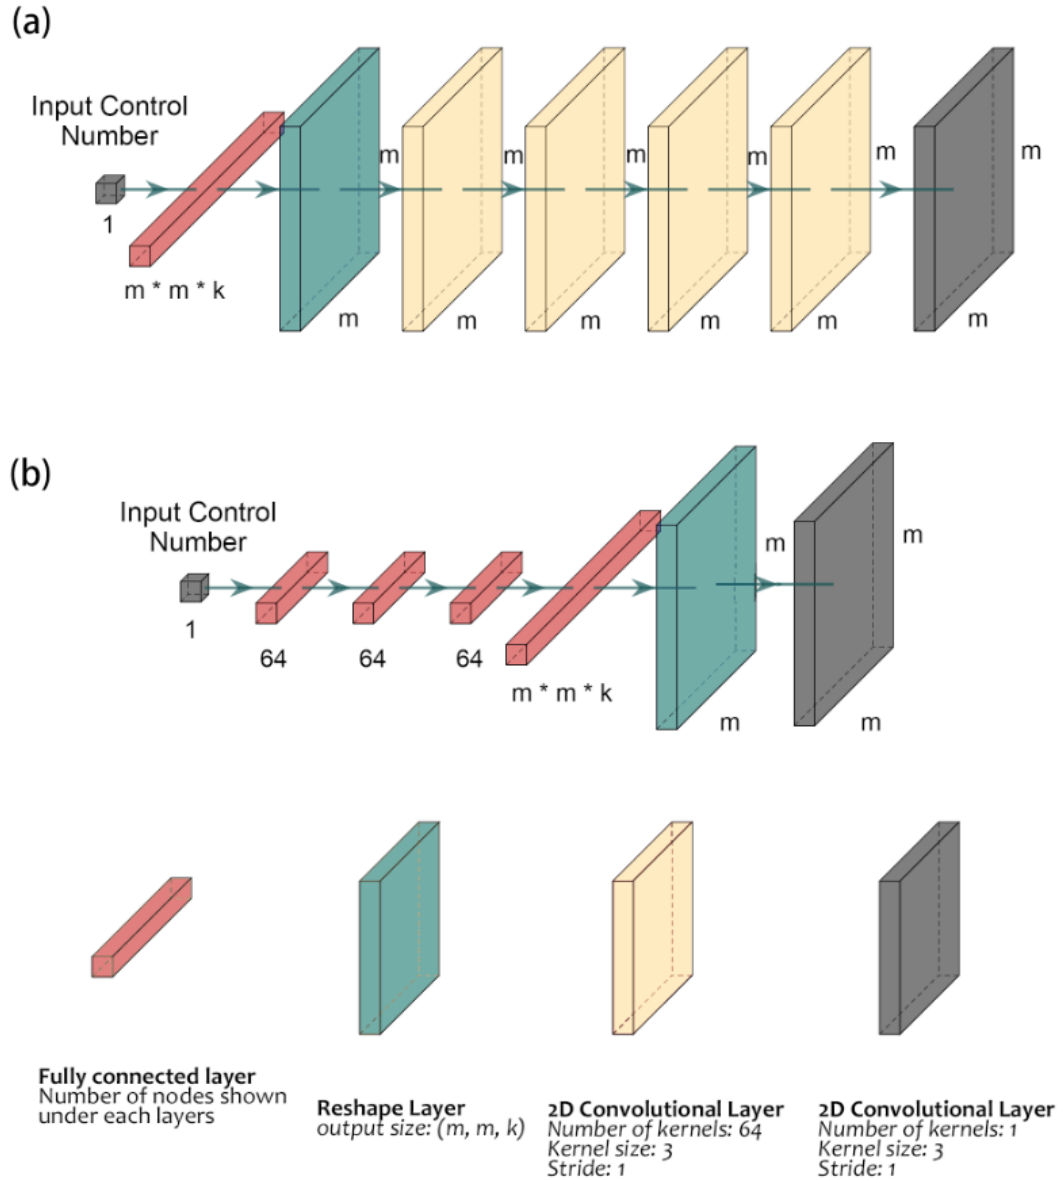 (a)
Input Control
Number
1
m * m * k
m
m
m
m
m
m
m
m
m
m
m
m
(b)
Input Control
Number
1
64
64
64
m * m * k
m
m
m
m
Fully connected layer
Number of nodes shown
under each layers
Reshape Layer
output size: (m, m, k)
2D Convolutional Layer
Number of kernels: 64
Kernel size: 3
Stride: 1
2D Convolutional Layer
Number of kernels: 1
Kernel size: 3
Stride: 1